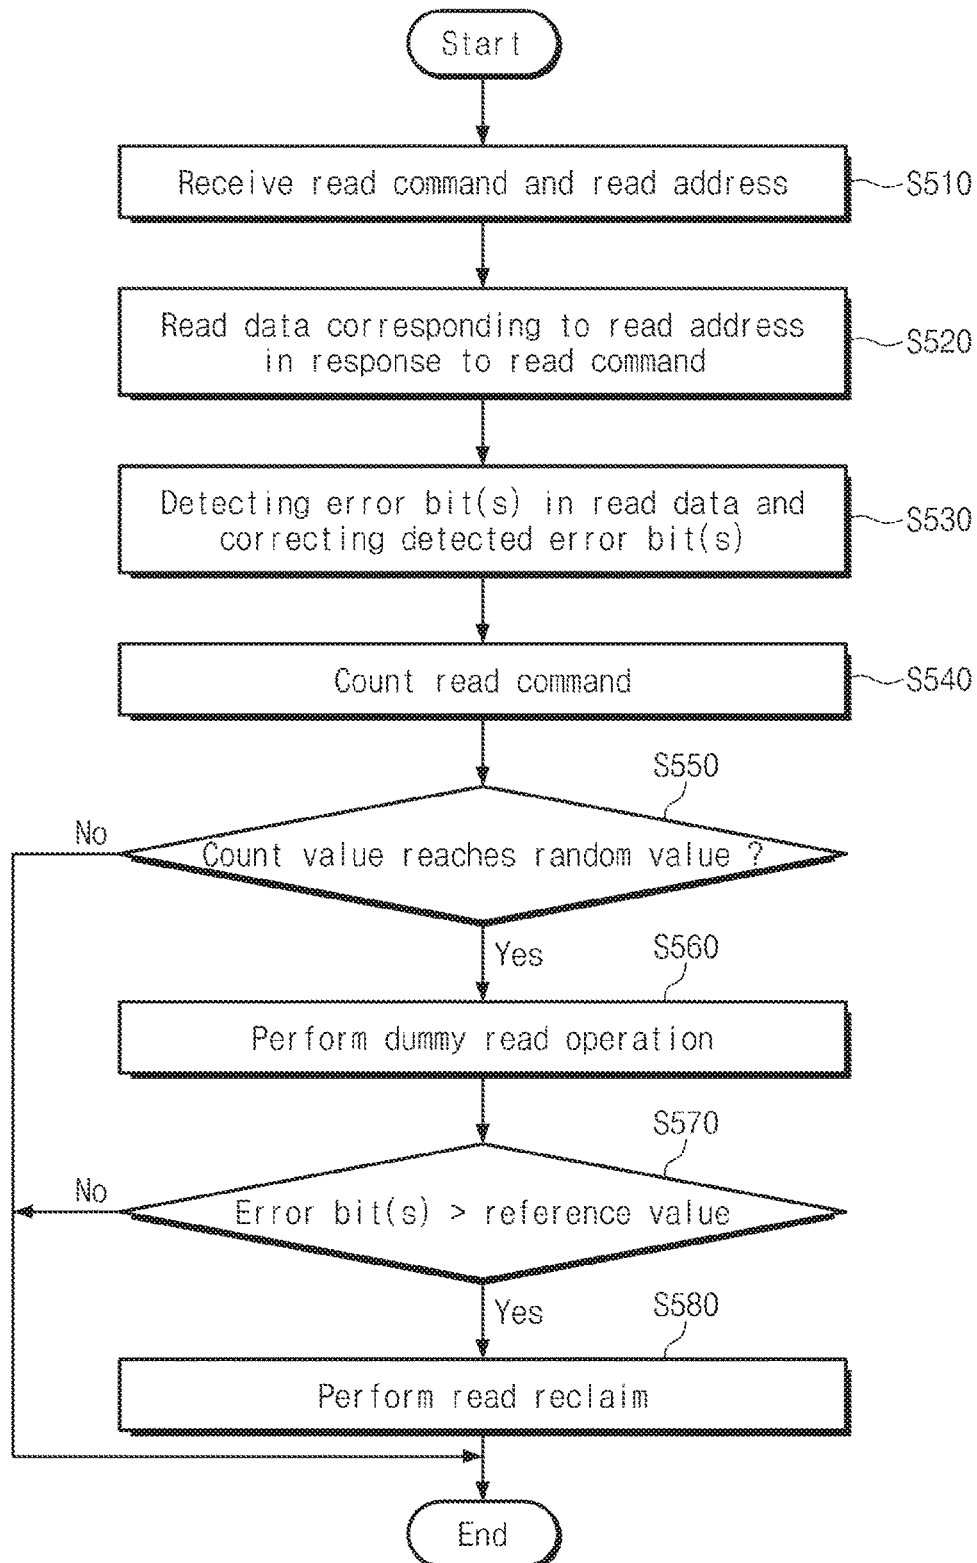 Start
Receive read command and read address
S510
Read data corresponding to read address
in response to read command
S520
Detecting error bit(s) in read data and
correcting detected error bit(s)
S530
Count read command
S540
S550
No
Count value reaches random value ?
Yes
S560
Perform dummy read operation
S570
No
Error bit(s) > reference value
Yes
S580
Perform read reclaim
End